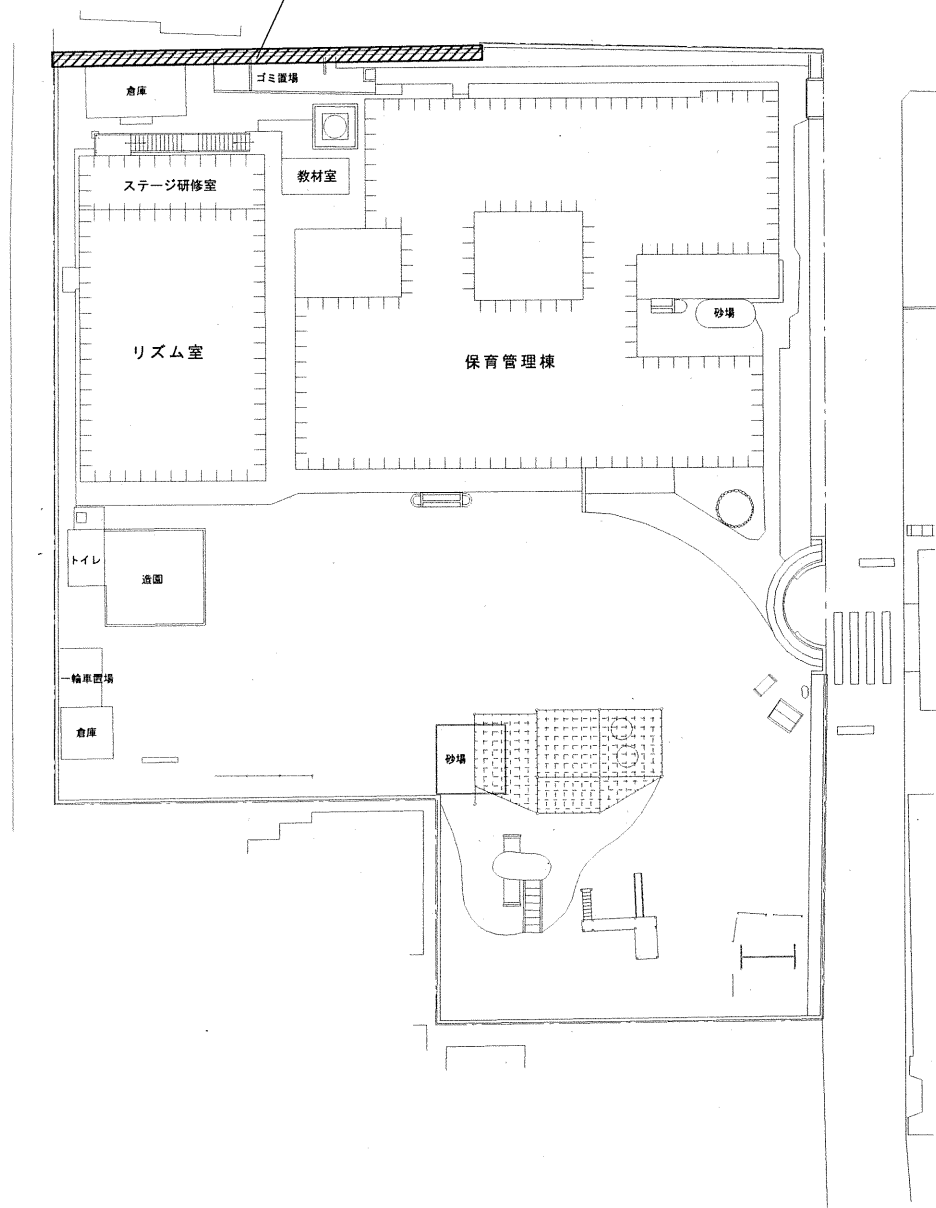 ゴミ置場
倉庫
ステージ研修室
教材室
砂場
リズム室
保育管理棟
トイレ
造園
一輪車置場
倉庫
砂場